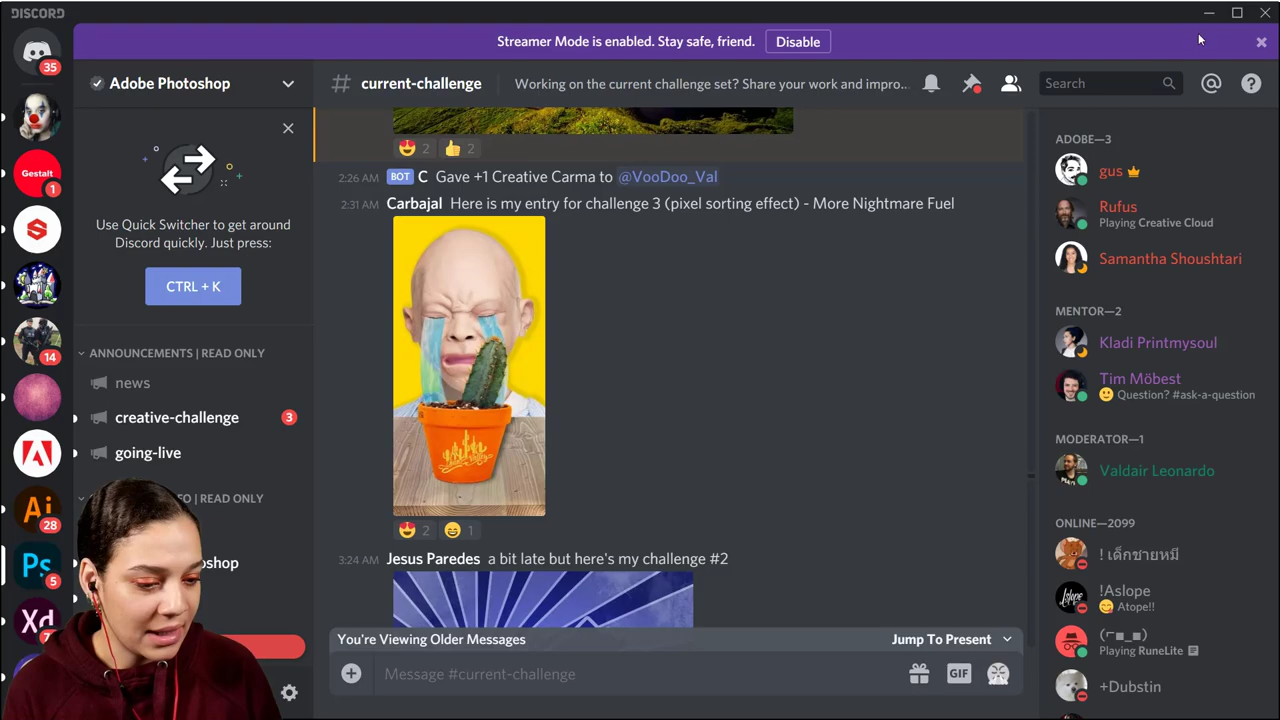 DISCORD
Streamer Mode is enabled. Stay safe, friend.
Disable
35
Gestalt
1
14
Ai
28
Ps
5
Xd
Adobe Photoshop
Use Quick Switcher to get around
Discord quickly. Just press:
CTRL + K
ANNOUNCEMENTS | READ ONLY
news
creative-challenge
3
going-live
| READ ONLY
current-challenge
Working on the current challenge set? Share your work and impro...
Search
2
2
2:26 AM BOT C Gave +1 Creative Carma to @VooDoo_Val
2:31 AM Carbajal Here is my entry for challenge 3 (pixel sorting effect) - More Nightmare Fuel
2
1
3:24 AM Jesus Paredes a bit late but here's my challenge #2
You're Viewing Older Messages
Jump To Present
Message #current-challenge
GIF
ADOBE—3
gus
Rufus
Playing Creative Cloud
Samantha Shoushtari
MENTOR—2
Kladi Printmysoul
Tim Möbest
Question? #ask-a-question
MODERATOR—1
Valdair Leonardo
ONLINE—2099
! เด็กชายหมี
!Aslope
Atope!!
(⌐■_■)
Playing RuneLite
+Dubstin